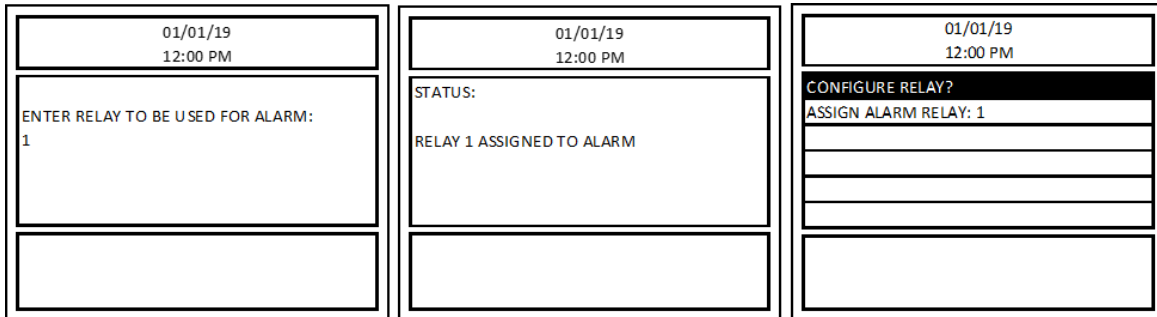 01/01/19
12:00 PM
ENTER RELAY TO BE USED FOR ALARM:
1
01/01/19
12:00 PM
STATUS:
RELAY 1 ASSIGNED TO ALARM
01/01/19
12:00 PM
CONFIGURE RELAY?
ASSIGN ALARM RELAY: 1